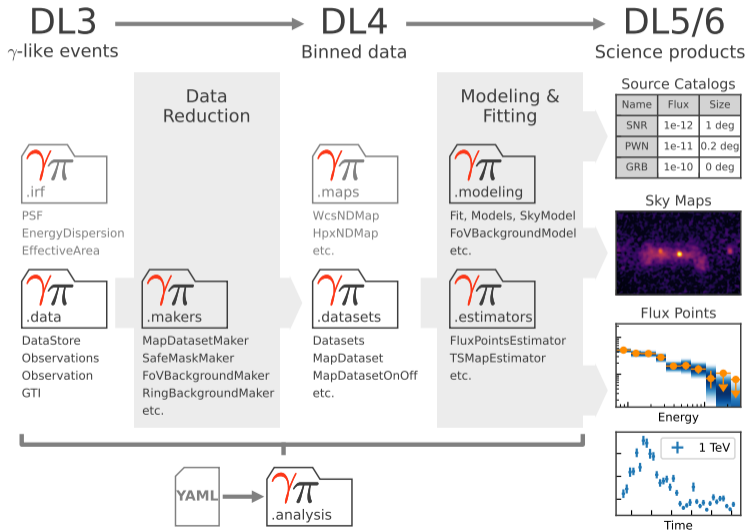 DL3
DL4
DL5/6
γ-like events
Binned data
Science products
Data
Reduction
Modeling &
Fitting
γπ
.irf
PSF
EnergyDispersion
EffectiveArea
γπ
.data
DataStore
Observations
Observation
GTI
γπ
.makers
MapDatasetMaker
SafeMaskMaker
FoVBackgroundMaker
RingBackgroundMaker
etc.
γπ
.maps
WcsNDMap
HpxNDMap
etc.
γπ
.datasets
Datasets
MapDataset
MapDatasetOnOff
etc.
γπ
.modeling
Fit, Models, SkyModel
FoVBackgroundModel
etc.
γπ
.estimators
FluxPointsEstimator
TSMapEstimator
etc.
Source Catalogs
Name Flux Size
SNR 1e-12 1 deg
PWN 1e-11 0.2 deg
GRB 1e-10 0 deg
Sky Maps
Flux Points
Energy
1 TeV
Time
YAML
γπ
.analysis